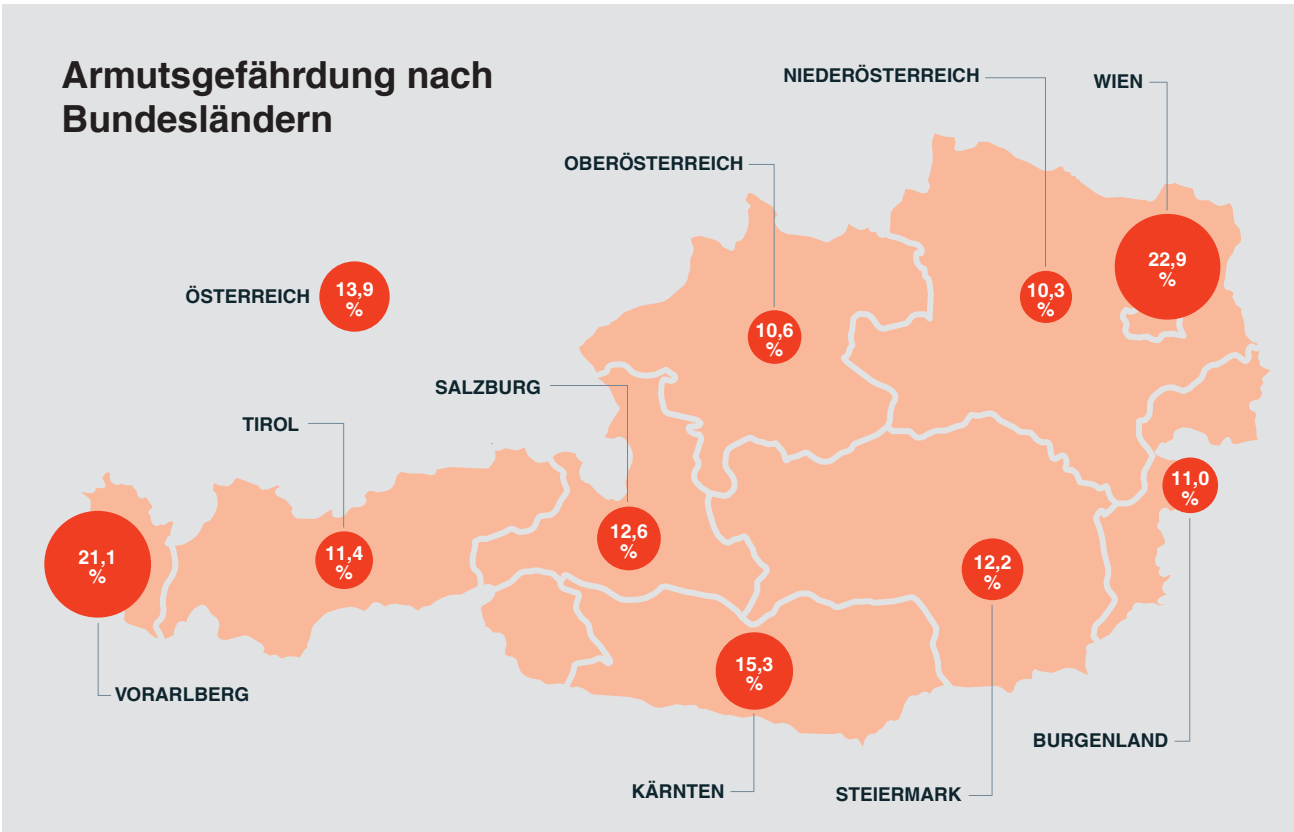 Armutsgefährdung nach
Bundesländern
NIEDERÖSTERREICH
WIEN
OBERÖSTERREICH
22,9
%
ÖSTERREICH
13,9
%
10,3
%
10,6
%
SALZBURG
TIROL
11,0
%
12,6
%
21,1
%
11,4
%
12,2
%
15,3
%
VORARLBERG
BURGENLAND
KÄRNTEN
STEIERMARK